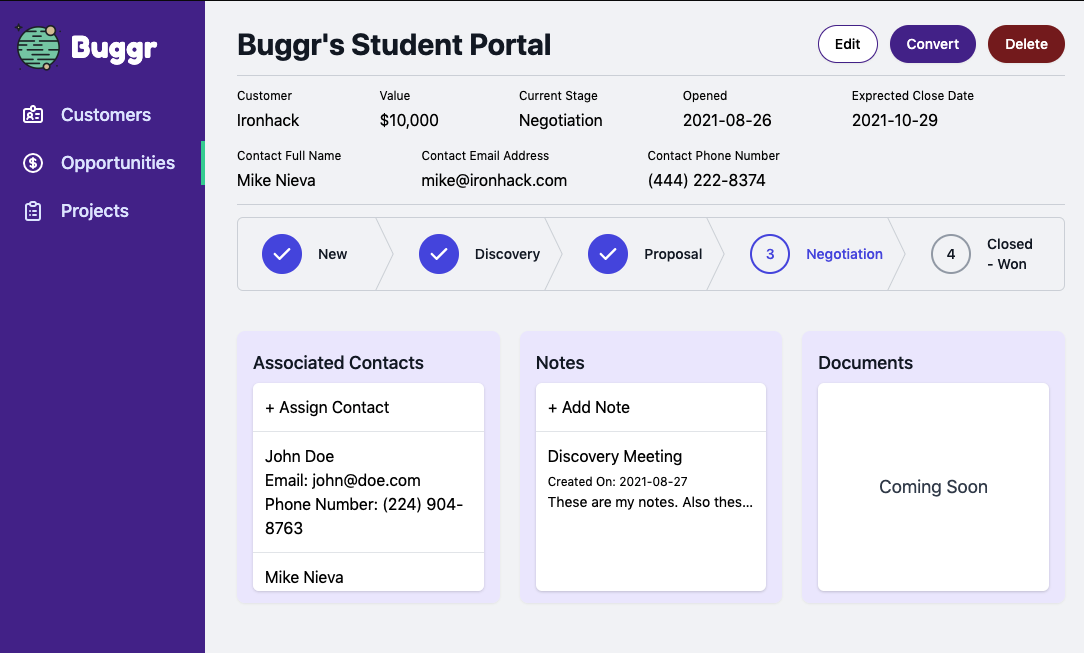 Buggr
Customers
Opportunities
Projects
Buggr's Student Portal
Edit
Convert
Delete
Customer
Value
Current Stage
Opened
Exprected Close Date
Ironhack
$10,000
Negotiation
2021-08-26
2021-10-29
Contact Full Name
Contact Email Address
Contact Phone Number
Mike Nieva
mike@ironhack.com
(444) 222-8374
New
Discovery
Proposal
3
Negotiation
4
Closed
- Won
Associated Contacts
+ Assign Contact
John Doe
Email: john@doe.com
Phone Number: (224) 904-
8763
Mike Nieva
Notes
+ Add Note
Discovery Meeting
Created On: 2021-08-27
These are my notes. Also thes...
Documents
Coming Soon